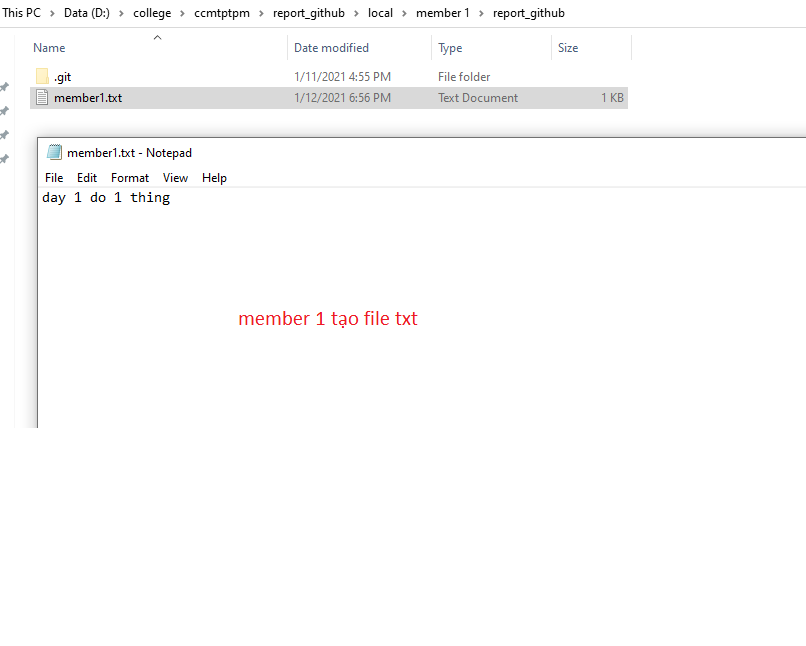 This PC > Data (D:) > college > ccmtptpm > report_github > local > member 1 > report_github
Name Date modified Type Size
.git 1/11/2021 4:55 PM File folder
member1.txt 1/12/2021 6:56 PM Text Document 1 KB
member1.txt - Notepad
File Edit Format View Help
day 1 do 1 thing
member 1 tạo file txt